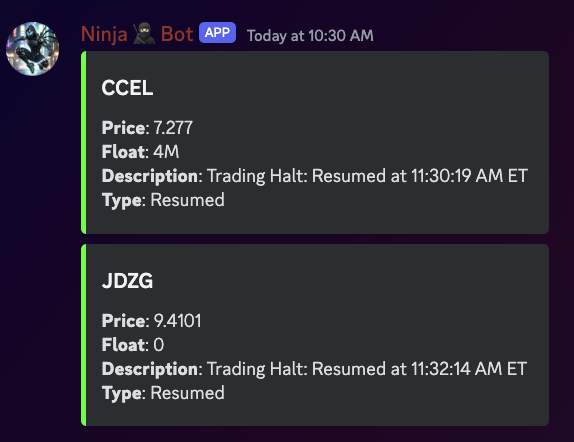 Ninja 🥷 Bot APP Today at 10:30 AM
CCEL
Price: 7.277
Float: 4M
Description: Trading Halt: Resumed at 11:30:19 AM ET
Type: Resumed
JDZG
Price: 9.4101
Float: 0
Description: Trading Halt: Resumed at 11:32:14 AM ET
Type: Resumed